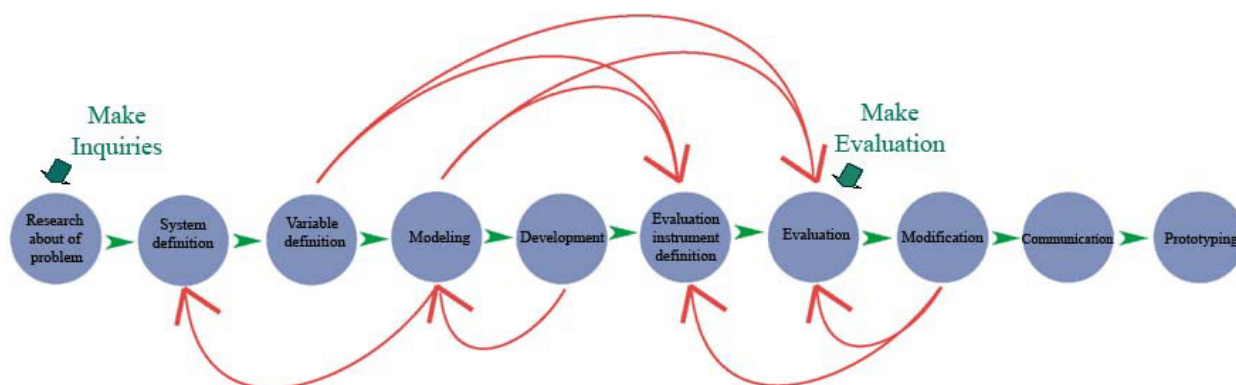 Make
Inquiries
Make
Evaluation
Research
about of
problem
System
definition
Variable
definition
Modeling
Development
Evaluation
instrument
definition
Evaluation
Modification
Communication
Prototyping